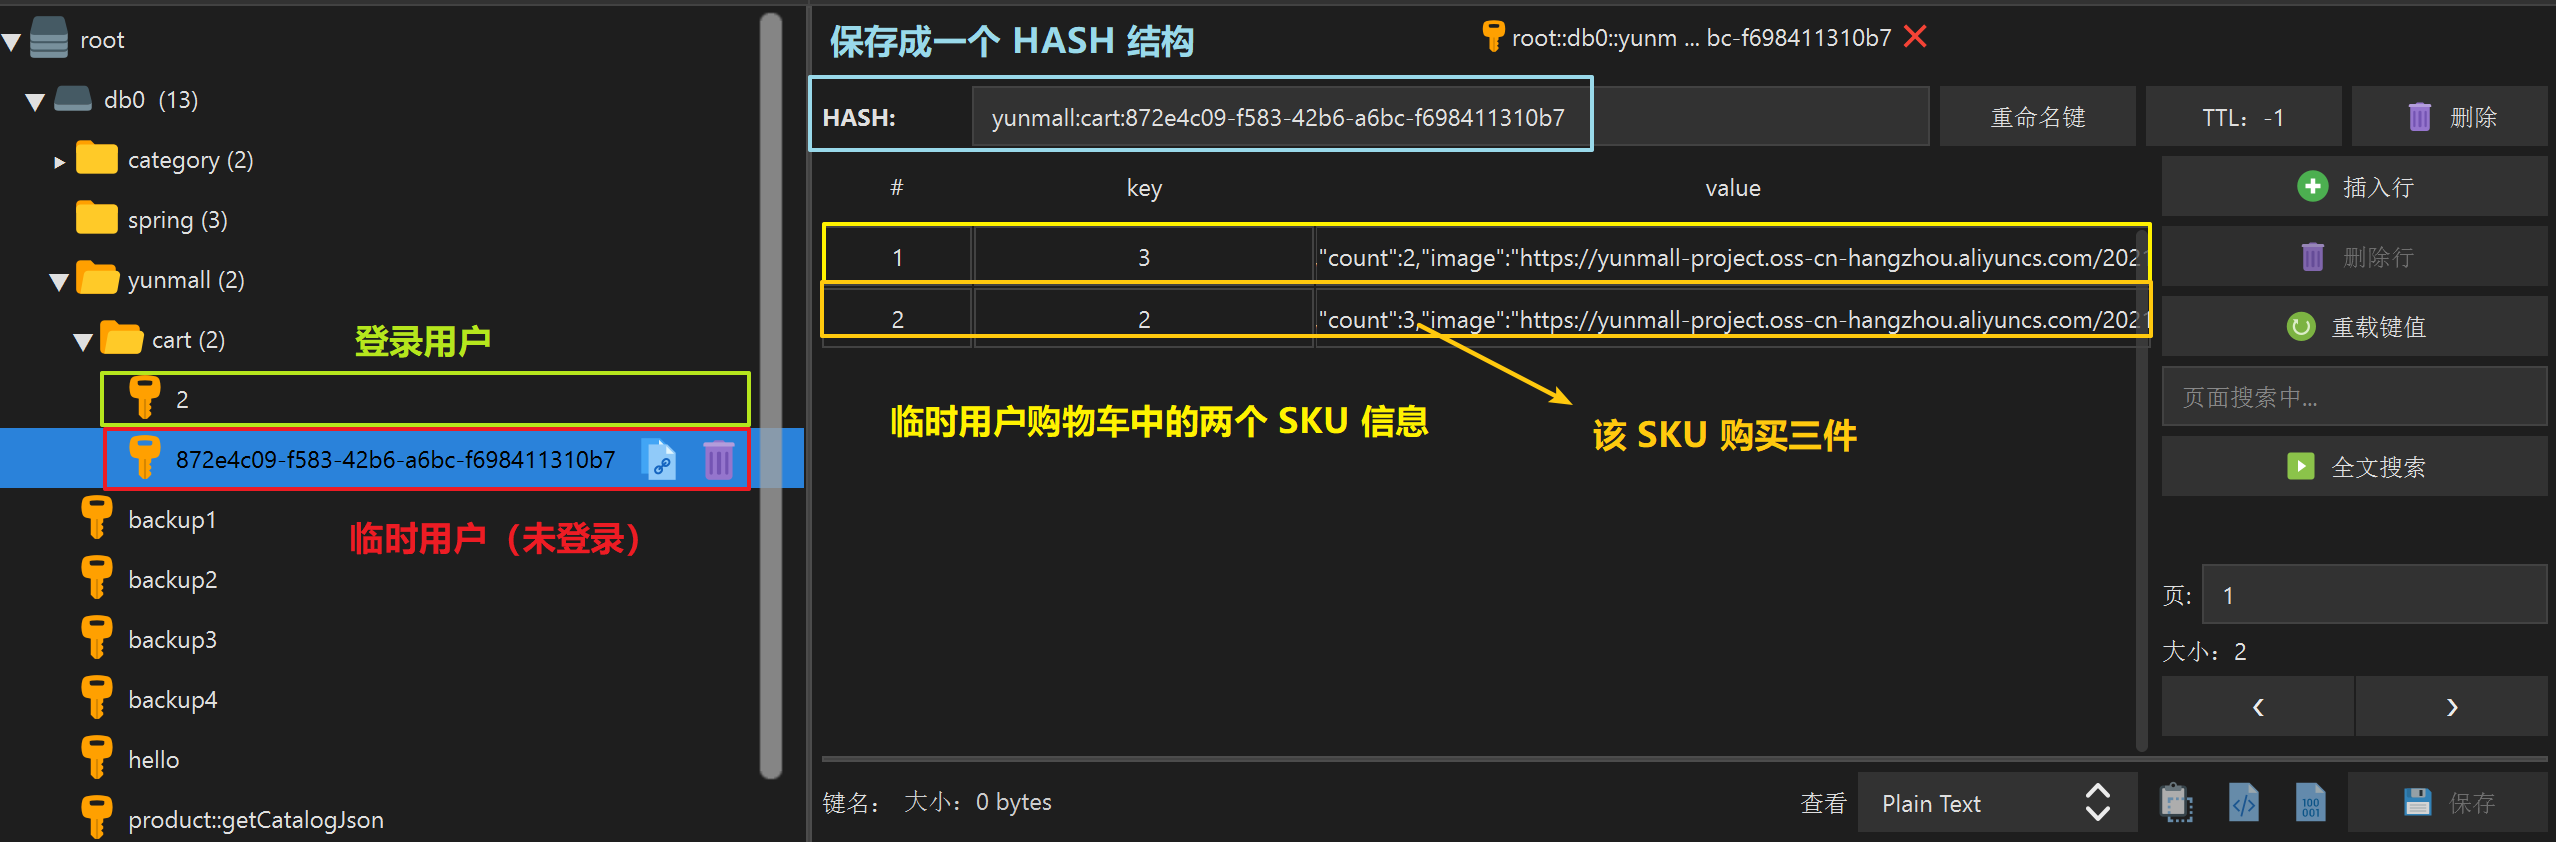 root
db0 (13)
category (2)
spring (3)
yunmall (2)
cart (2)
登录用户
2
872e4c09-f583-42b6-a6bc-f698411310b7
临时用户（未登录）
backup1
backup2
backup3
backup4
hello
product::getCatalogJson
保存成一个 HASH 结构
root::db0::yunm ... bc-f698411310b7
HASH:
yunmall:cart:872e4c09-f583-42b6-a6bc-f698411310b7
重命名键
TTL：-1
删除
# key value
1 3 "count":2,"image":"https://yunmall-project.oss-cn-hangzhou.aliyuncs.com/2021
2 2 "count":3,"image":"https://yunmall-project.oss-cn-hangzhou.aliyuncs.com/2021
临时用户购物车中的两个 SKU 信息
该 SKU 购买三件
插入行
删除行
重载键值
页面搜索中...
全文搜索
页: 1
大小：2
‹ ›
键名： 大小：0 bytes
查看 Plain Text
100
001
保存